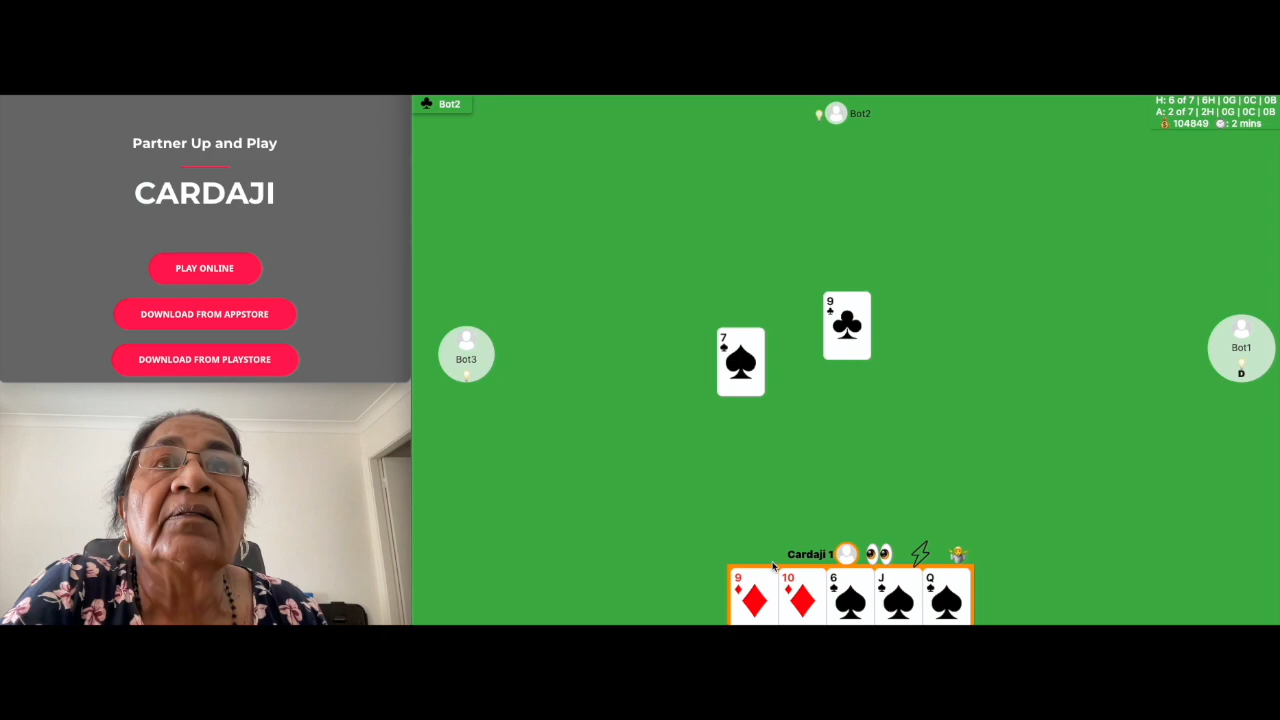 Partner Up and Play
CARDAJI
PLAY ONLINE
DOWNLOAD FROM APPSTORE
DOWNLOAD FROM PLAYSTORE
Bot2
Bot2
H: 6 of 7 | 6H | 0G | 0C | 0B
A: 2 of 7 | 2H | 0G | 0C | 0B
104849 : 2 mins
9
7
Bot3
Bot1
D
Cardaji 1
9 10 6 J Q